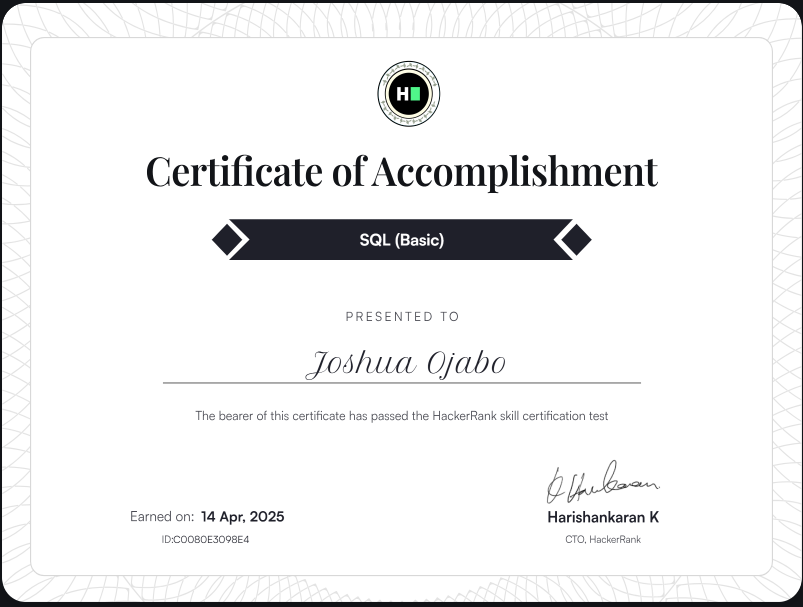 H
Certificate of Accomplishment
SQL (Basic)
PRESENTED TO
Joshua Ojabo
The bearer of this certificate has passed the HackerRank skill certification test
Earned on: 14 Apr, 2025
ID:C0080E3098E4
Harishankaran K
CTO, HackerRank